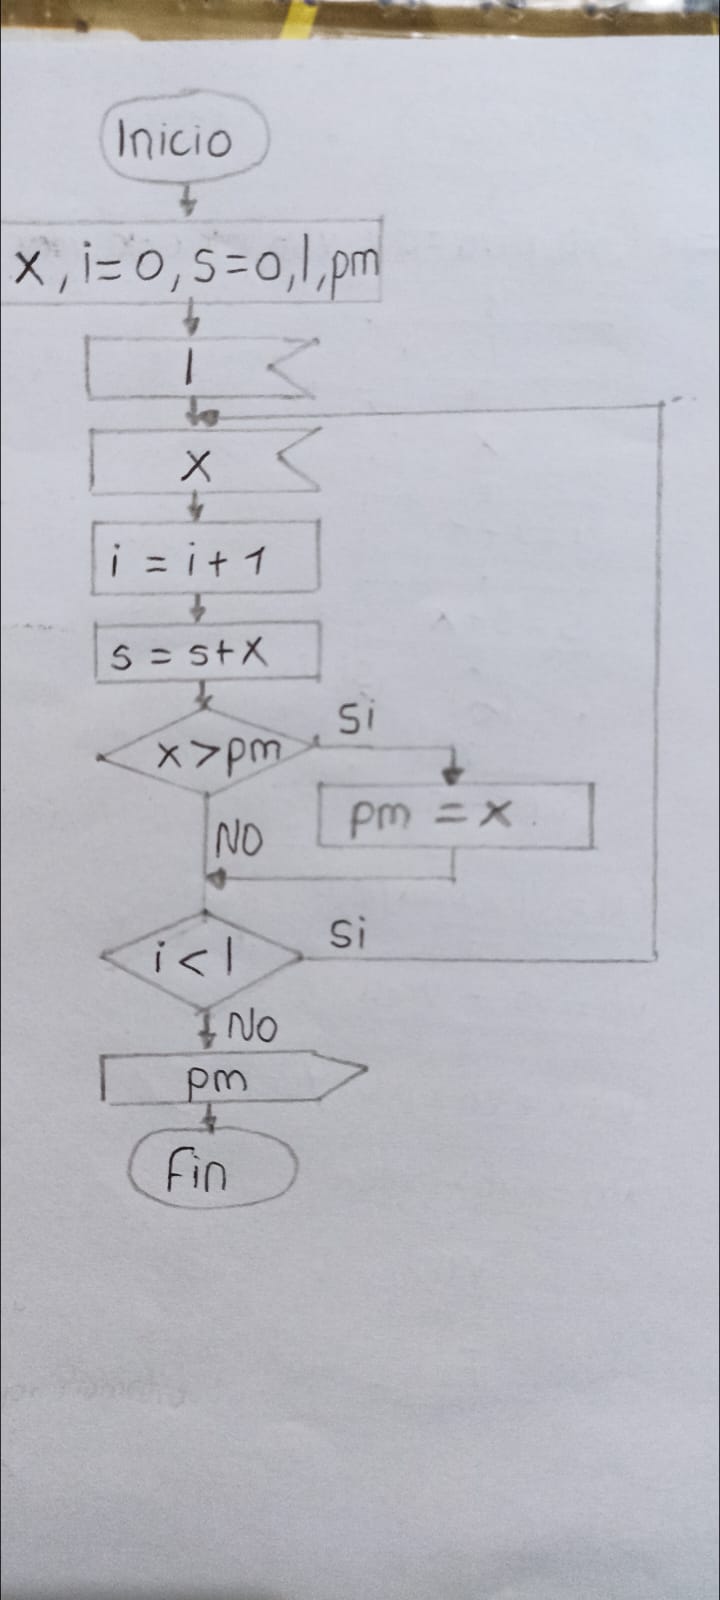 Inicio
x, i=0, s=0, l, pm
l
x
i = i + 1
s = s + x
x > pm
Si
pm = x
NO
i < l
Si
NO
pm
Fin